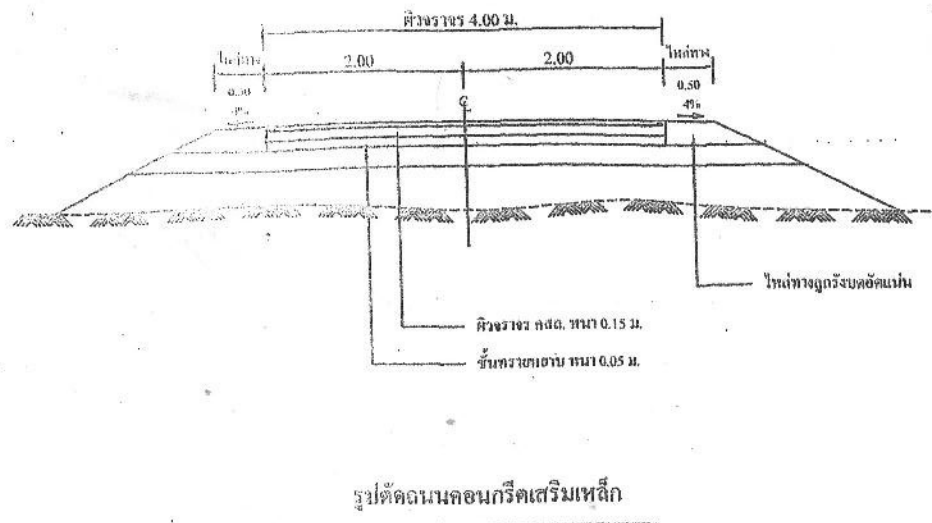 ผิวจราจร 4.00 ม.
ไหล่ทาง 2.00 2.00 ไหล่ทาง
0.50 ℄ 0.50
4% 4%
ไหล่ทางลูกรังบดอัดแน่น
ผิวจราจร คสล. หนา 0.15 ม.
ชั้นทรายหยาบ หนา 0.05 ม.
รูปตัดถนนคอนกรีตเสริมเหล็ก